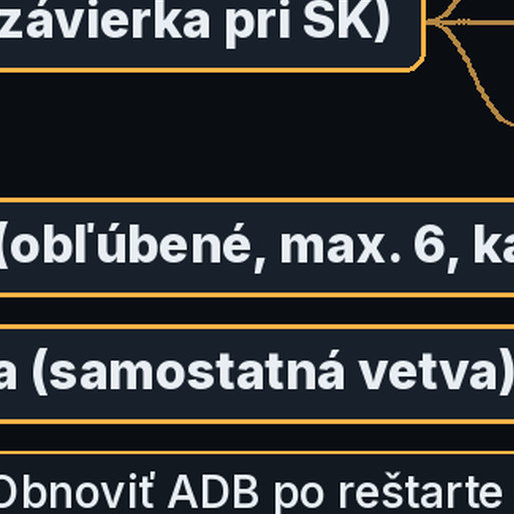 závierka pri SK)
(obľúbené, max. 6, ka
a (samostatná vetva)
Obnoviť ADB po reštarte